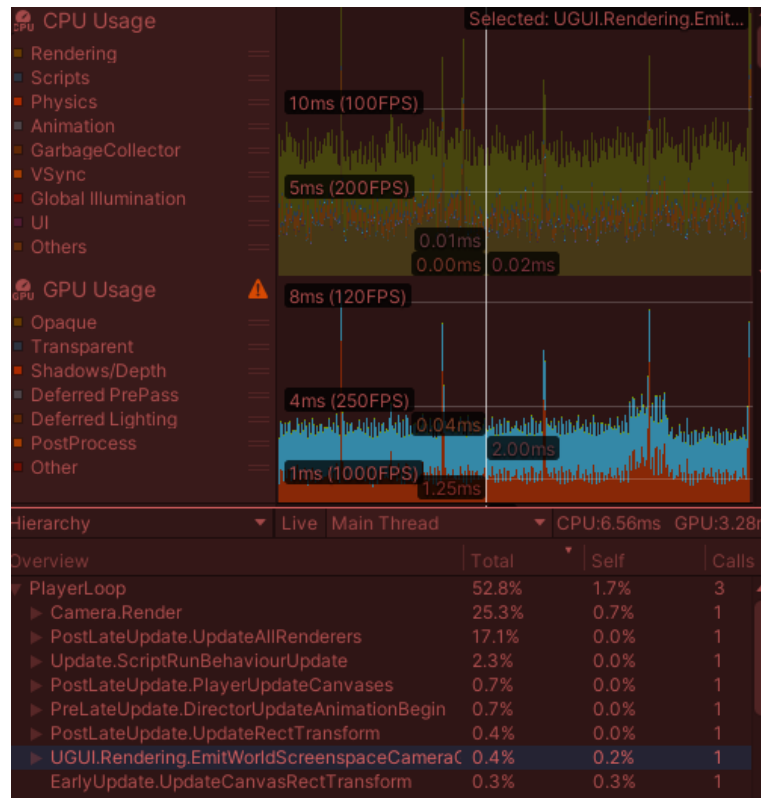 CPU Usage
Selected: UGUI.Rendering.Emit...
Rendering
Scripts
Physics
Animation
GarbageCollector
VSync
Global Illumination
UI
Others
10ms (100FPS)
5ms (200FPS)
0.01ms
0.00ms 0.02ms
GPU Usage
Opaque
Transparent
Shadows/Depth
Deferred PrePass
Deferred Lighting
PostProcess
Other
8ms (120FPS)
4ms (250FPS)
0.04ms
2.00ms
1ms (1000FPS)
1.25ms
Hierarchy Live Main Thread CPU:6.56ms GPU:3.28
Overview Total Self Calls
PlayerLoop 52.8% 1.7% 3
Camera.Render 25.3% 0.7% 1
PostLateUpdate.UpdateAllRenderers 17.1% 0.0% 1
Update.ScriptRunBehaviourUpdate 2.3% 0.0% 1
PostLateUpdate.PlayerUpdateCanvases 0.7% 0.0% 1
PreLateUpdate.DirectorUpdateAnimationBegin 0.7% 0.0% 1
PostLateUpdate.UpdateRectTransform 0.4% 0.0% 1
UGUI.Rendering.EmitWorldScreenspaceCamera 0.4% 0.2% 1
EarlyUpdate.UpdateCanvasRectTransform 0.3% 0.3% 1